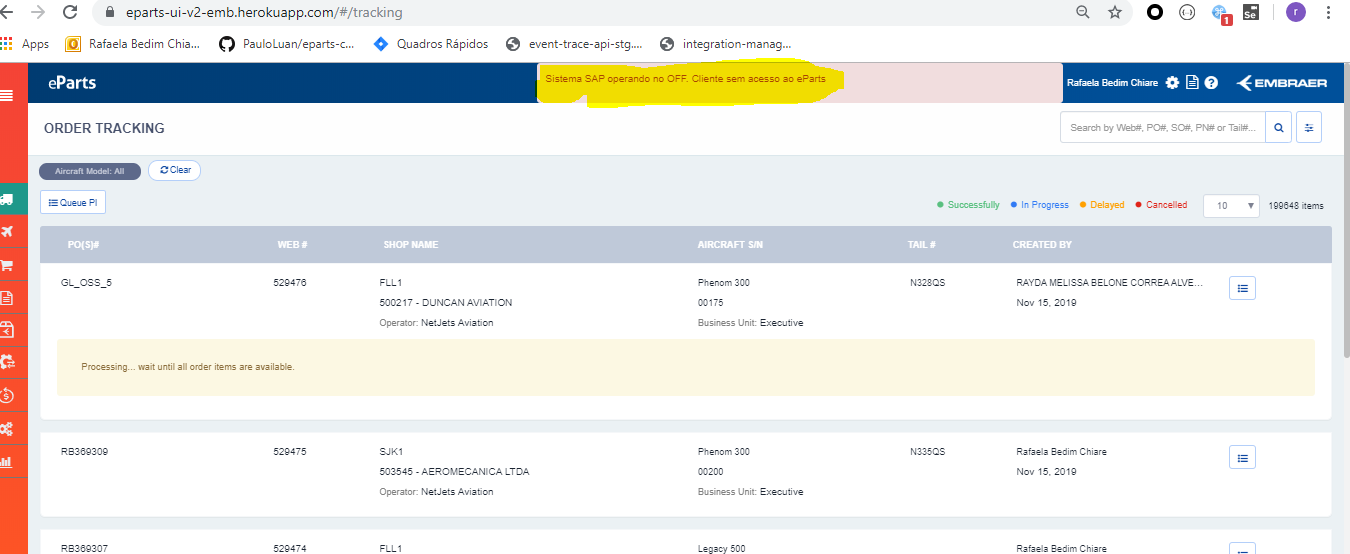 eparts-ui-v2-emb.herokuapp.com/#/tracking
1
Se
r
Apps
Rafaela Bedim Chia...
PauloLuan/eparts-c...
Quadros Rápidos
event-trace-api-stg....
integration-manag...
eParts
Sistema SAP operando no OFF. Cliente sem acesso ao eParts
Rafaela Bedim Chiare
EMBRAER
ORDER TRACKING
Search by Web#, PO#, SO#, PN# or Tail#...
Aircraft Model: All
Clear
Queue PI
Successfully
In Progress
Delayed
Cancelled
10
199648 items
PO(S)# WEB # SHOP NAME AIRCRAFT S/N TAIL # CREATED BY
GL_OSS_5 529476 FLL1 Phenom 300 N328QS RAYDA MELISSA BELONE CORREA ALVE...
500217 - DUNCAN AVIATION 00175 Nov 15, 2019
Operator: NetJets Aviation Business Unit: Executive
Processing... wait until all order items are available.
RB369309 529475 SJK1 Phenom 300 N335QS Rafaela Bedim Chiare
503545 - AEROMECANICA LTDA 00200 Nov 15, 2019
Operator: NetJets Aviation Business Unit: Executive
RB369307 529474 FLL1 Legacy 500 Rafaela Bedim Chiare